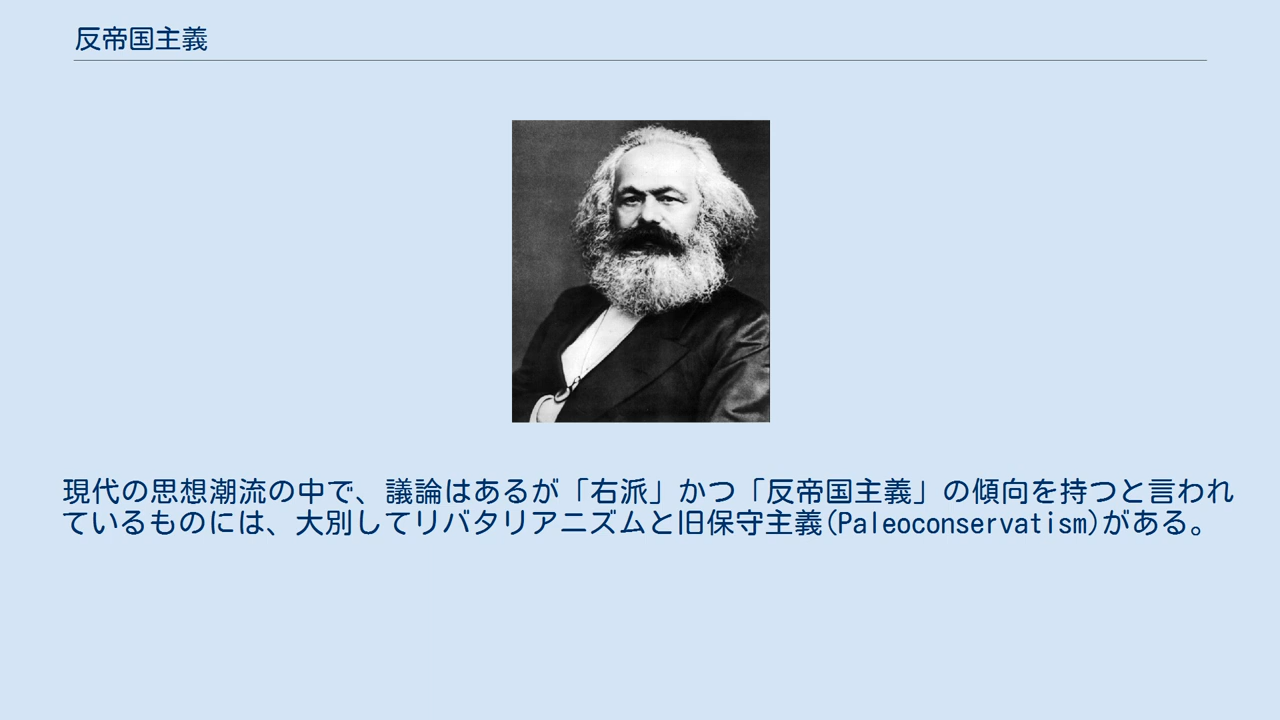 反帝国主義
現代の思想潮流の中で、議論はあるが「右派」かつ「反帝国主義」の傾向を持つと言われ
ているものには、大別してリバタリアニズムと旧保守主義(Paleoconservatism)がある。